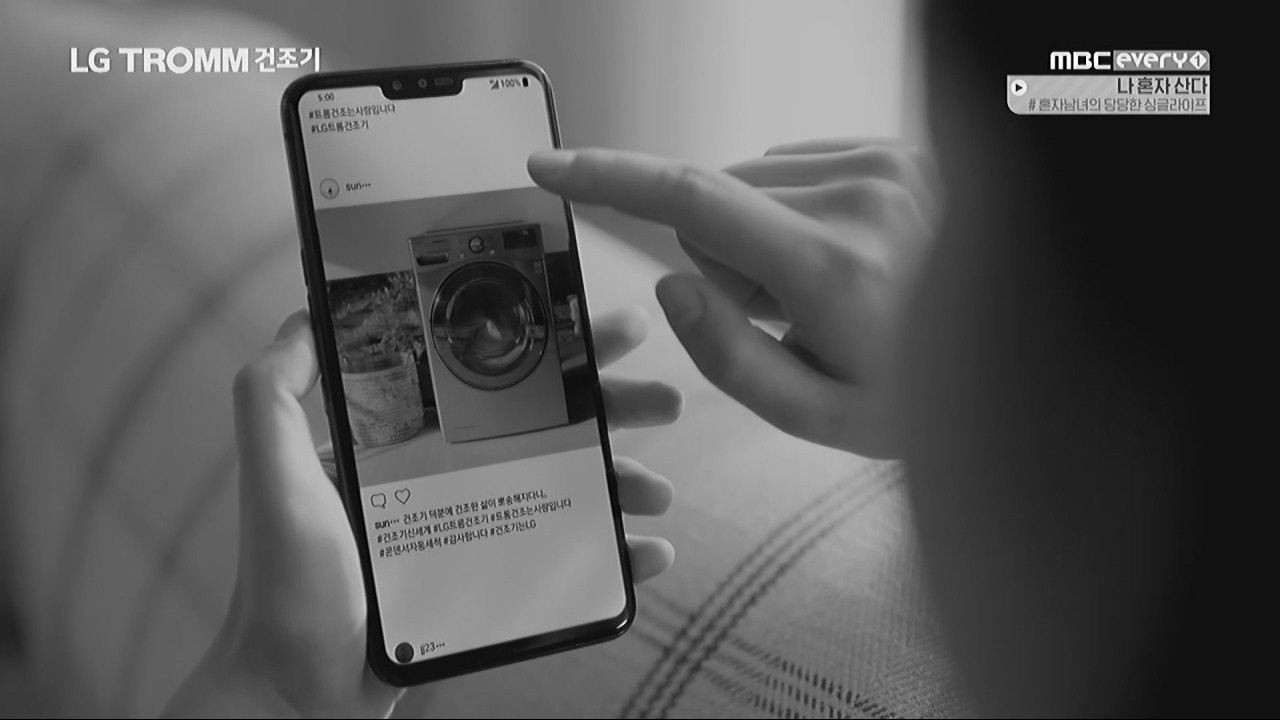 LG TROMM 건조기
MBC every1
나 혼자 산다
# 혼자남녀의 당당한 싱글라이프
5:00
100%
#트롬건조는사랑입니다
#LG트롬건조기
sun···
sun··· 건조기 덕분에 건조한 삶이 뽀송해지다니,
#건조기신세계 #LG트롬건조기 #트롬건조는사랑입니다
#콘덴서자동세척 #감사합니다 #건조기는LG
jj23···